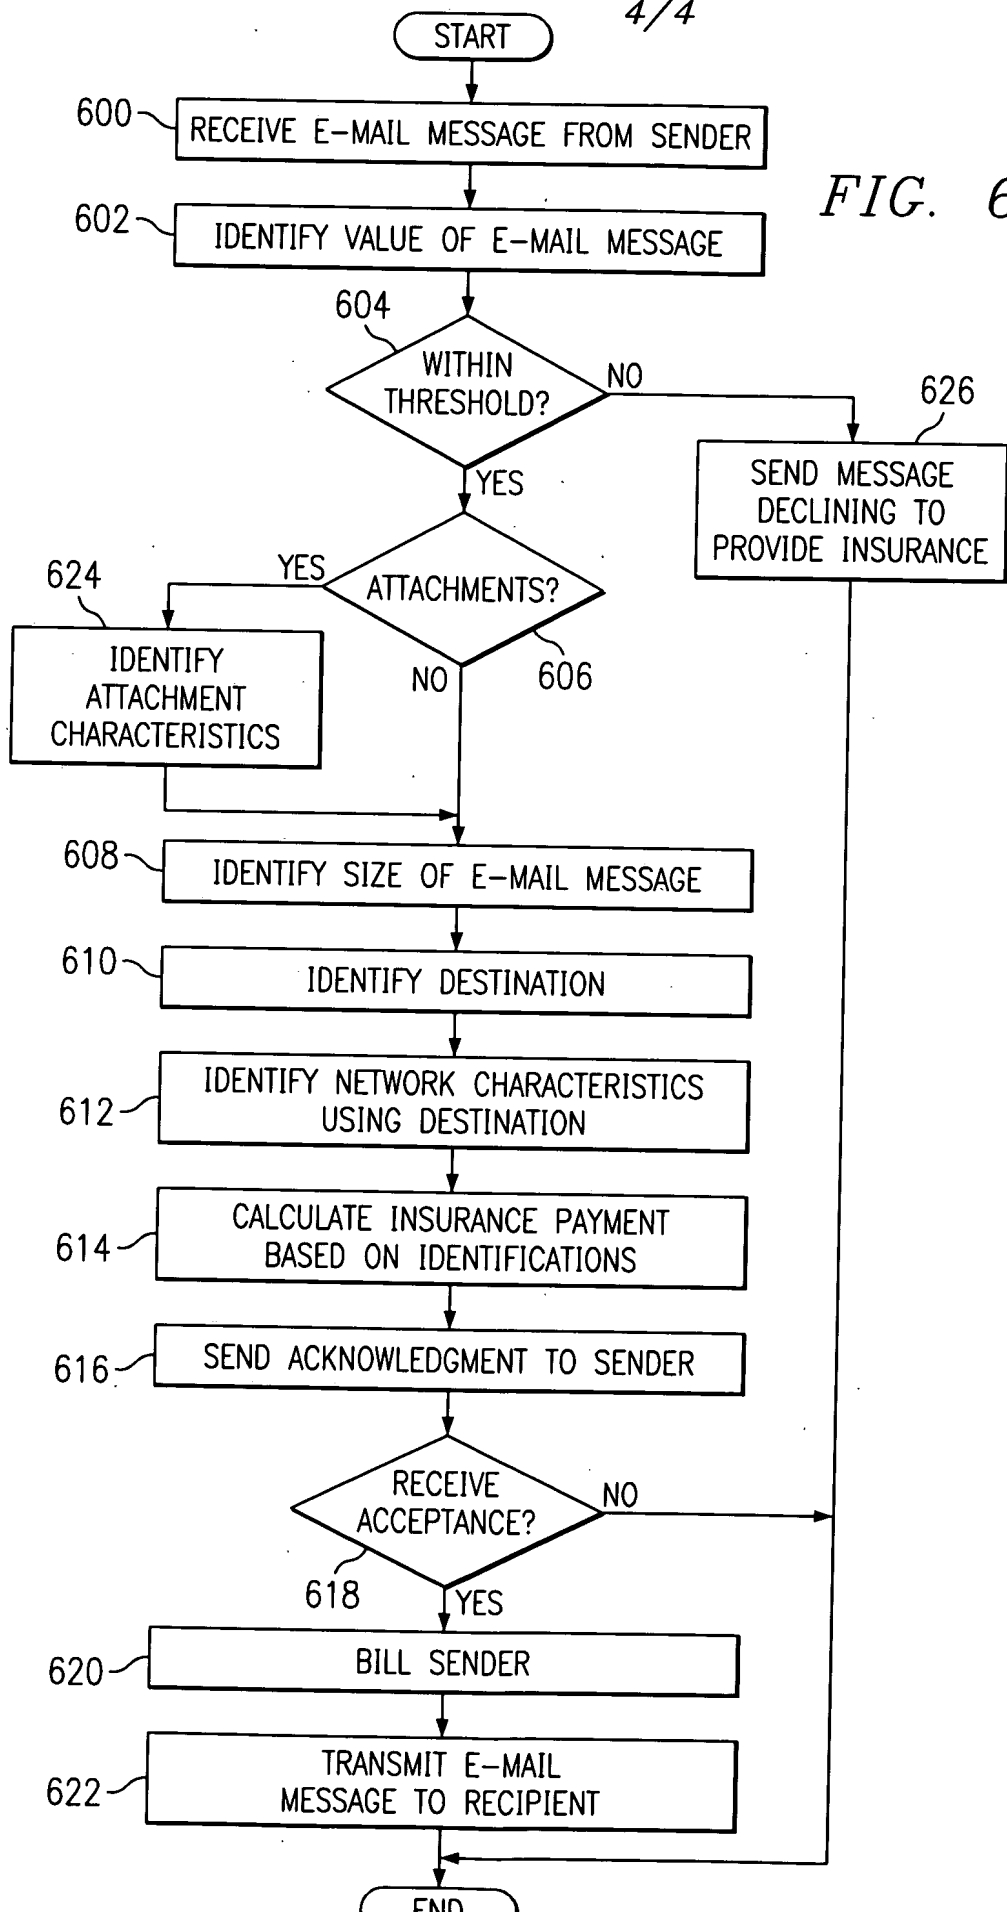 4/4
START
600
RECEIVE E-MAIL MESSAGE FROM SENDER
FIG. 6
602
IDENTIFY VALUE OF E-MAIL MESSAGE
604
WITHIN
THRESHOLD?
NO
626
SEND MESSAGE
DECLINING TO
PROVIDE INSURANCE
YES
ATTACHMENTS?
606
YES
624
IDENTIFY
ATTACHMENT
CHARACTERISTICS
NO
608
IDENTIFY SIZE OF E-MAIL MESSAGE
610
IDENTIFY DESTINATION
612
IDENTIFY NETWORK CHARACTERISTICS
USING DESTINATION
614
CALCULATE INSURANCE PAYMENT
BASED ON IDENTIFICATIONS
616
SEND ACKNOWLEDGMENT TO SENDER
RECEIVE
ACCEPTANCE?
NO
618
YES
620
BILL SENDER
622
TRANSMIT E-MAIL
MESSAGE TO RECIPIENT
END